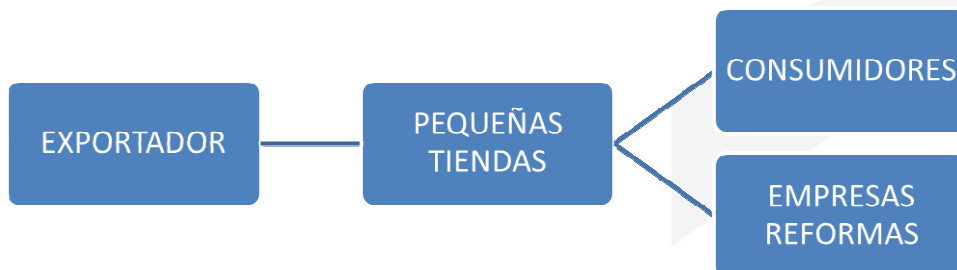 EXPORTADOR
PEQUEÑAS
TIENDAS
CONSUMIDORES
EMPRESAS
REFORMAS